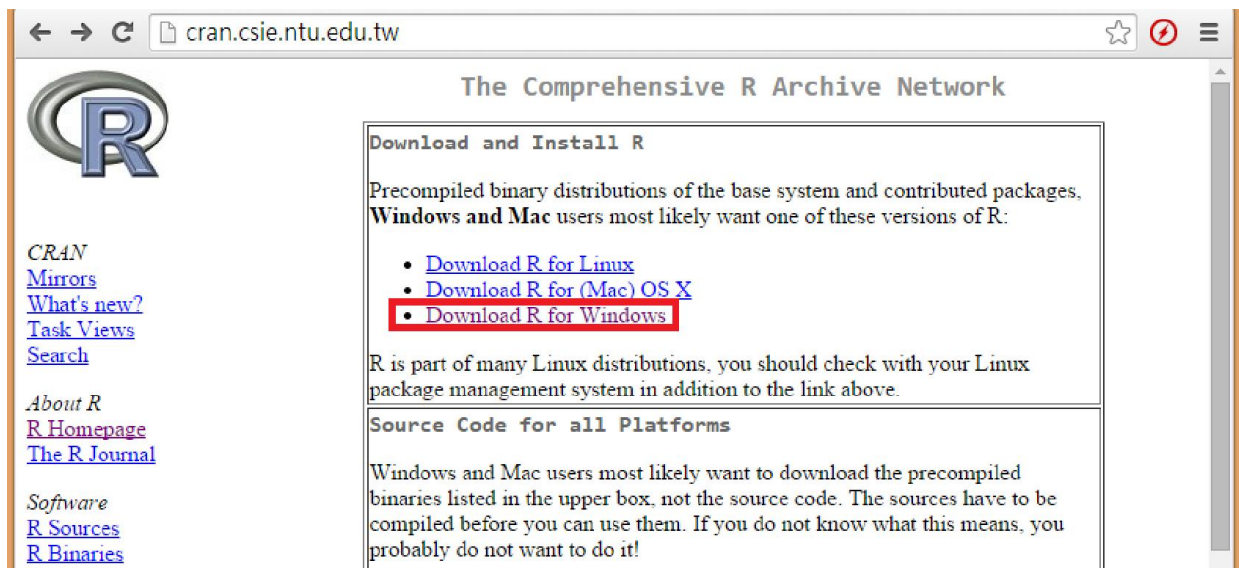 cran.csie.ntu.edu.tw
R
CRAN
Mirrors
What's new?
Task Views
Search
About R
R Homepage
The R Journal
Software
R Sources
R Binaries
The Comprehensive R Archive Network
Download and Install R
Precompiled binary distributions of the base system and contributed packages,
Windows and Mac users most likely want one of these versions of R:
• Download R for Linux
• Download R for (Mac) OS X
• Download R for Windows
R is part of many Linux distributions, you should check with your Linux
package management system in addition to the link above.
Source Code for all Platforms
Windows and Mac users most likely want to download the precompiled
binaries listed in the upper box, not the source code. The sources have to be
compiled before you can use them. If you do not know what this means, you
probably do not want to do it!